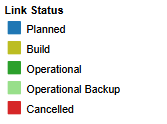 Link Status
Planned
Build
Operational
Operational Backup
Cancelled